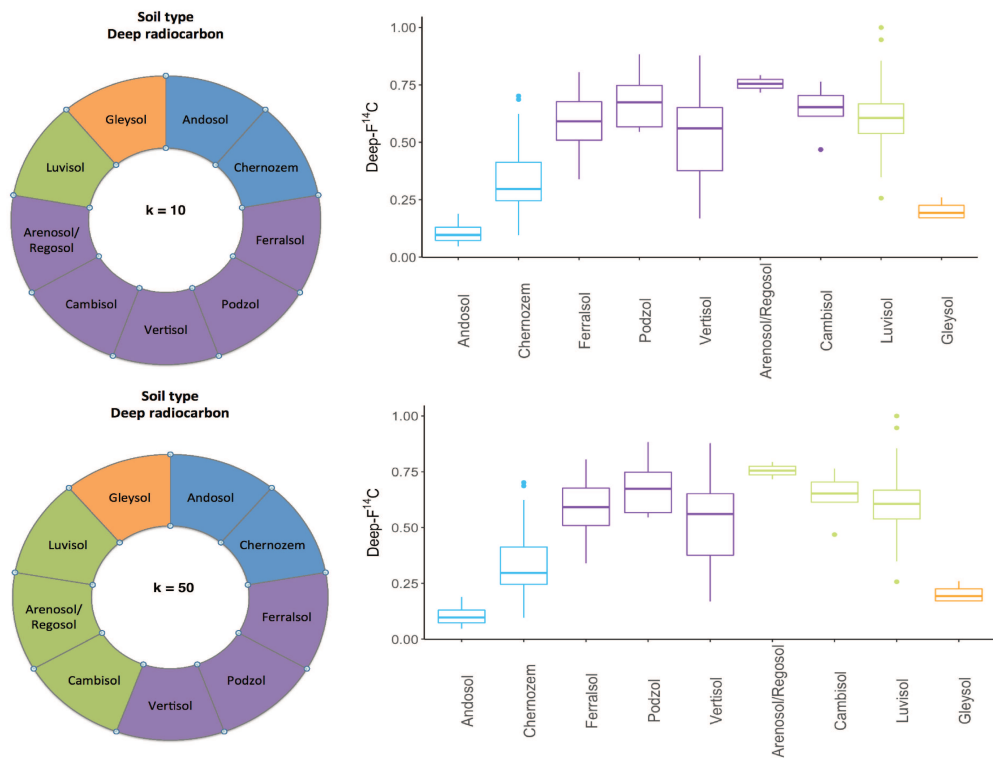 Soil type
Deep radiocarbon
Gleysol
Andosol
Luvisol
Chernozem
k = 10
Arenosol/
Regosol
Ferralsol
Cambisol
Podzol
Vertisol
Deep-F¹⁴C
1.00
0.75
0.50
0.25
0.00
Andosol
Chernozem
Ferralsol
Podzol
Vertisol
Arenosol/Regosol
Cambisol
Luvisol
Gleysol
Soil type
Deep radiocarbon
Gleysol
Andosol
Luvisol
Chernozem
k = 50
Arenosol/
Regosol
Ferralsol
Cambisol
Podzol
Vertisol
Deep-F¹⁴C
1.00
0.75
0.50
0.25
0.00
Andosol
Chernozem
Ferralsol
Podzol
Vertisol
Arenosol/Regosol
Cambisol
Luvisol
Gleysol